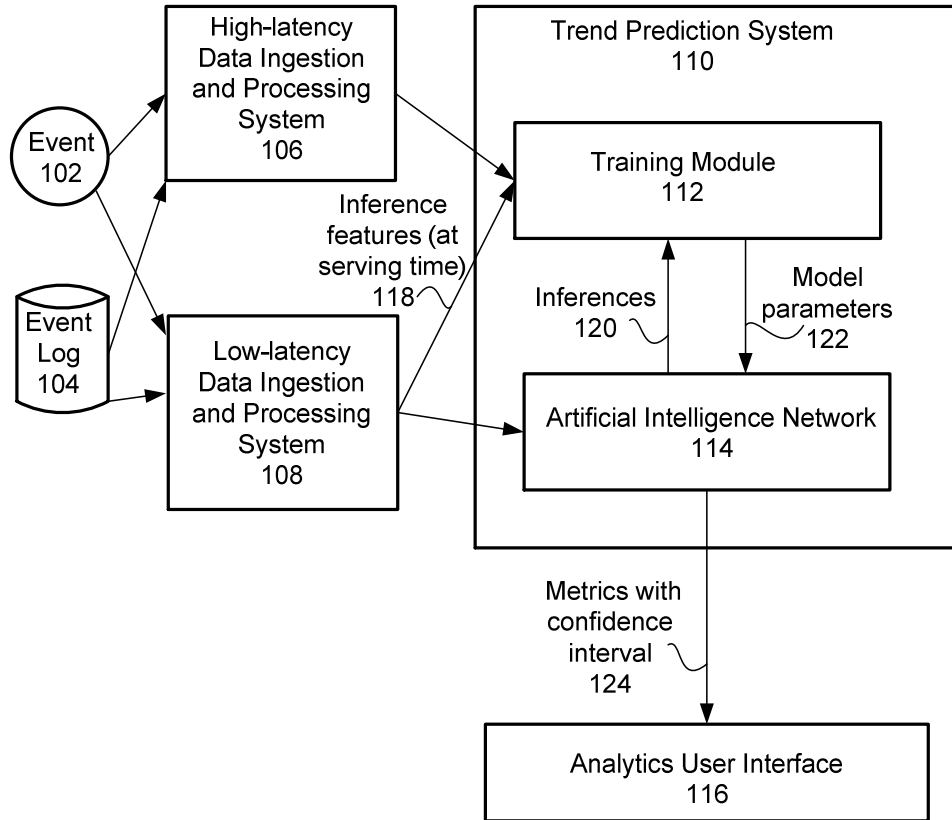 High-latency
Data Ingestion
and Processing
System
106
Trend Prediction System
110
Event
102
Training Module
112
Inference
features (at
serving time)
118
Event
Log
104
Inferences
120
Model
parameters
122
Low-latency
Data Ingestion
and Processing
System
108
Artificial Intelligence Network
114
Metrics with
confidence
interval
124
Analytics User Interface
116